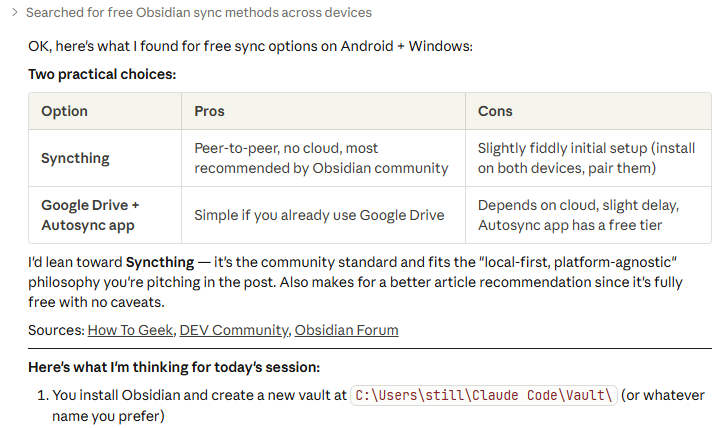 Searched for free Obsidian sync methods across devices
OK, here's what I found for free sync options on Android + Windows:
Two practical choices:
Option
Pros
Cons
Syncthing
Peer-to-peer, no cloud, most
recommended by Obsidian community
Slightly fiddly initial setup (install
on both devices, pair them)
Google Drive +
Autosync app
Simple if you already use Google Drive
Depends on cloud, slight delay,
Autosync app has a free tier
I'd lean toward Syncthing — it's the community standard and fits the "local-first, platform-agnostic"
philosophy you're pitching in the post. Also makes for a better article recommendation since it's fully
free with no caveats.
Sources: How To Geek, DEV Community, Obsidian Forum
Here's what I'm thinking for today's session:
1. You install Obsidian and create a new vault at C:\Users\still\Claude Code\Vault\ (or whatever
name you prefer)